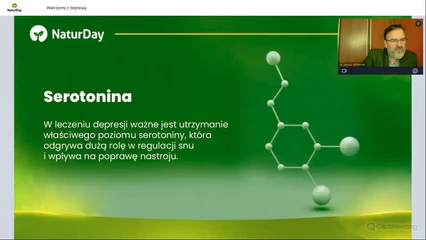 NaturDay
Walczymy z depresją
NaturDay
Serotonina
W leczeniu depresji ważne jest utrzymanie
właściwego poziomu serotoniny, która
odgrywa dużą rolę w regulacji snu
i wpływa na poprawę nastroju.
ClickMeeting